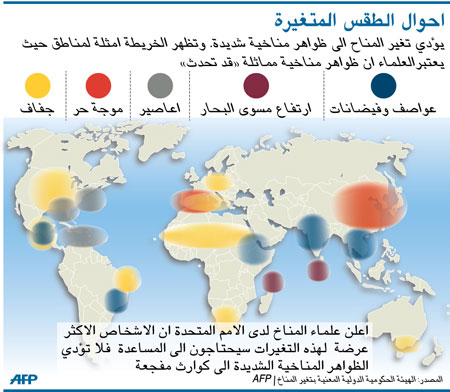 احوال الطقس المتغيرة
يؤدي تغير المناخ الى ظواهر مناخية شديدة. وتظهر الخريطة امثلة لمناطق حيث
يعتبرالعلماء ان ظواهر مناخية مماثلة «قد تحدث»
عواصف وفيضانات
ارتفاع مسوى البحار
اعاصير
موجة حر
جفاف
اعلن علماء المناخ لدى الامم المتحدة ان الاشخاص الاكثر
عرضة لهذه التغيرات سيحتاجون الى المساعدة فلا تؤدي
الظواهر المناخية الشديدة الى كوارث مفجعة
المصدر: الهيئة الحكومية الدولية المعنية بتغير المناخ | AFP
AFP